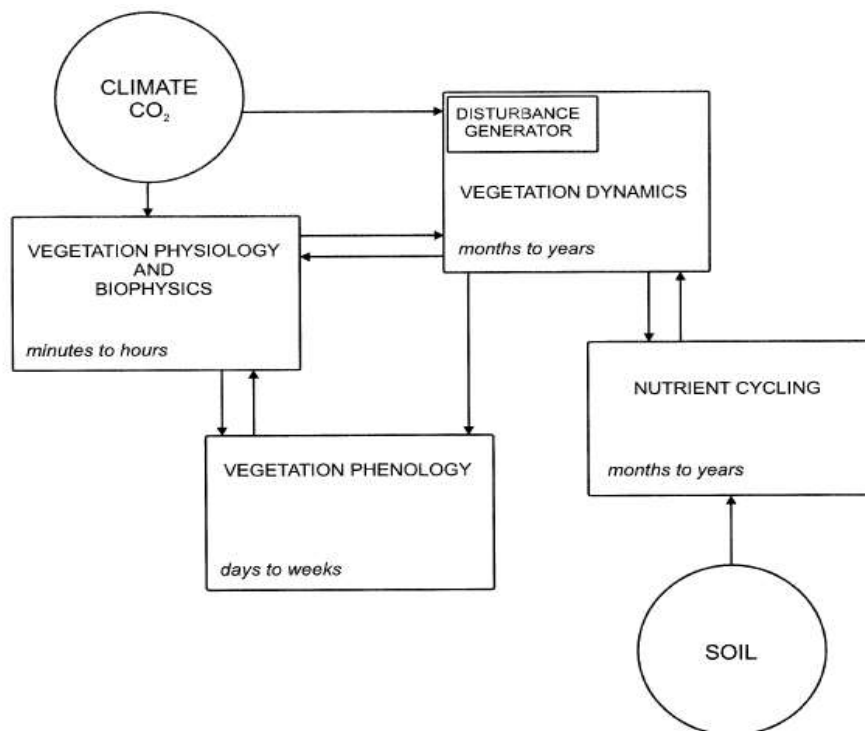 CLIMATE
CO₂
DISTURBANCE
GENERATOR
VEGETATION DYNAMICS
months to years
VEGETATION PHYSIOLOGY
AND
BIOPHYSICS
minutes to hours
NUTRIENT CYCLING
months to years
VEGETATION PHENOLOGY
days to weeks
SOIL